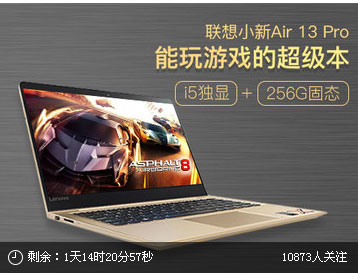 联想小新Air 13 Pro
能玩游戏的超级本
i5独显 + 256G固态
ASPHALT 8
AIRBORNE
Lenovo
剩余：1天14时20分57秒
10873人关注